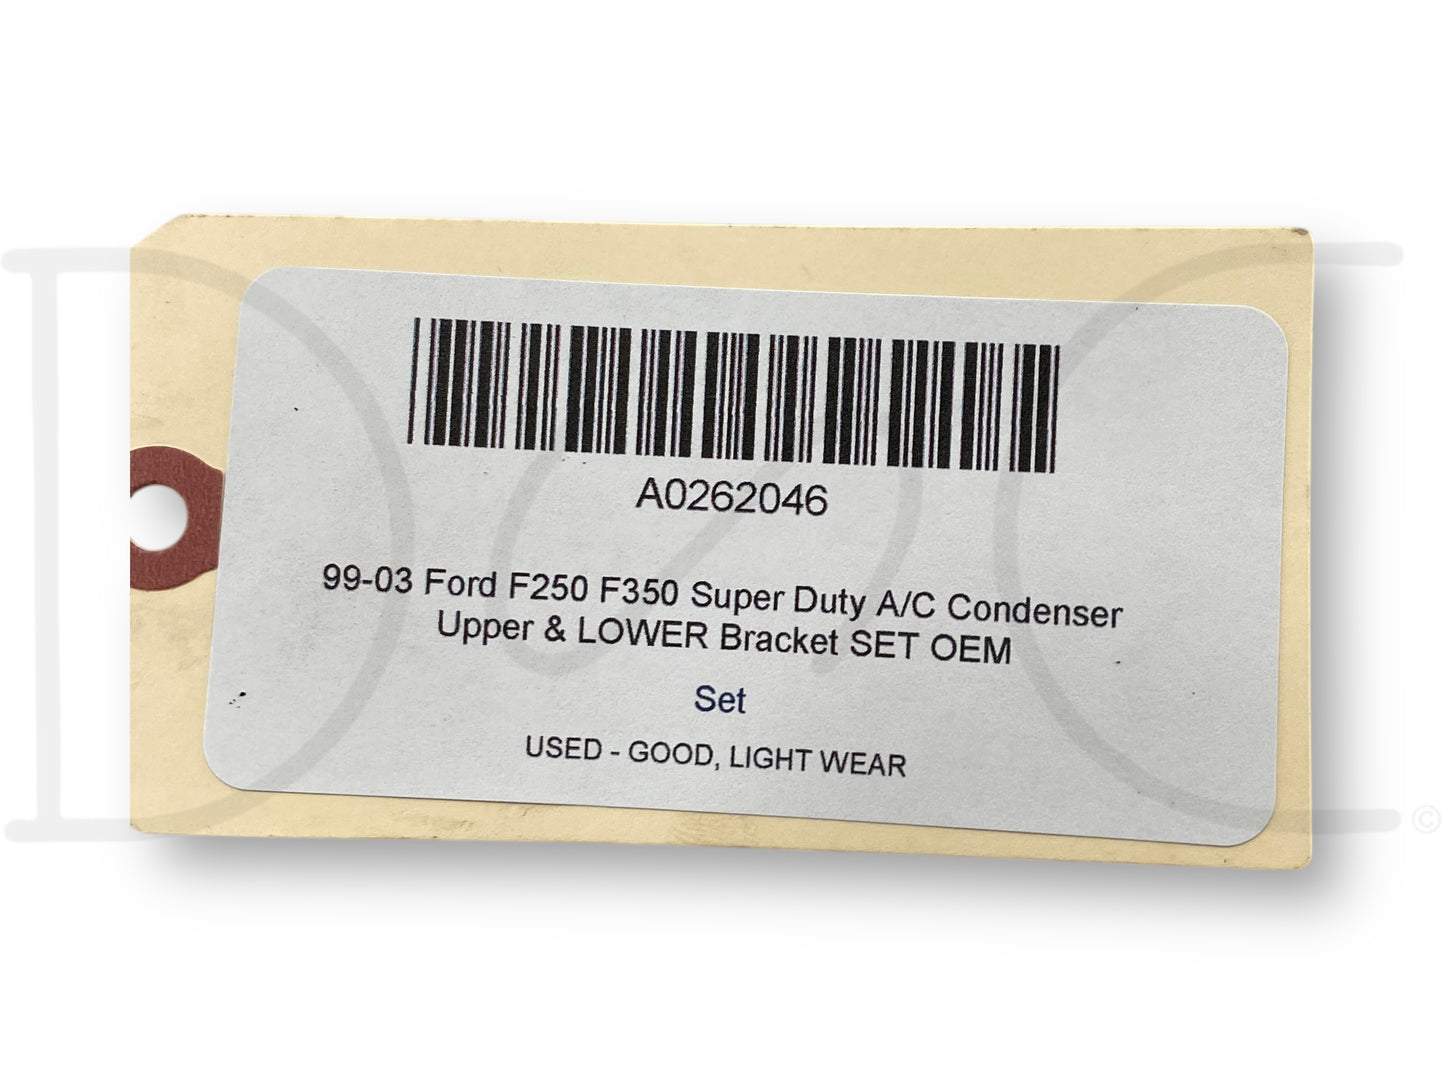 A0262046
99-03 Ford F250 F350 Super Duty A/C Condenser
Upper & LOWER Bracket SET OEM
Set
USED - GOOD, LIGHT WEAR
©